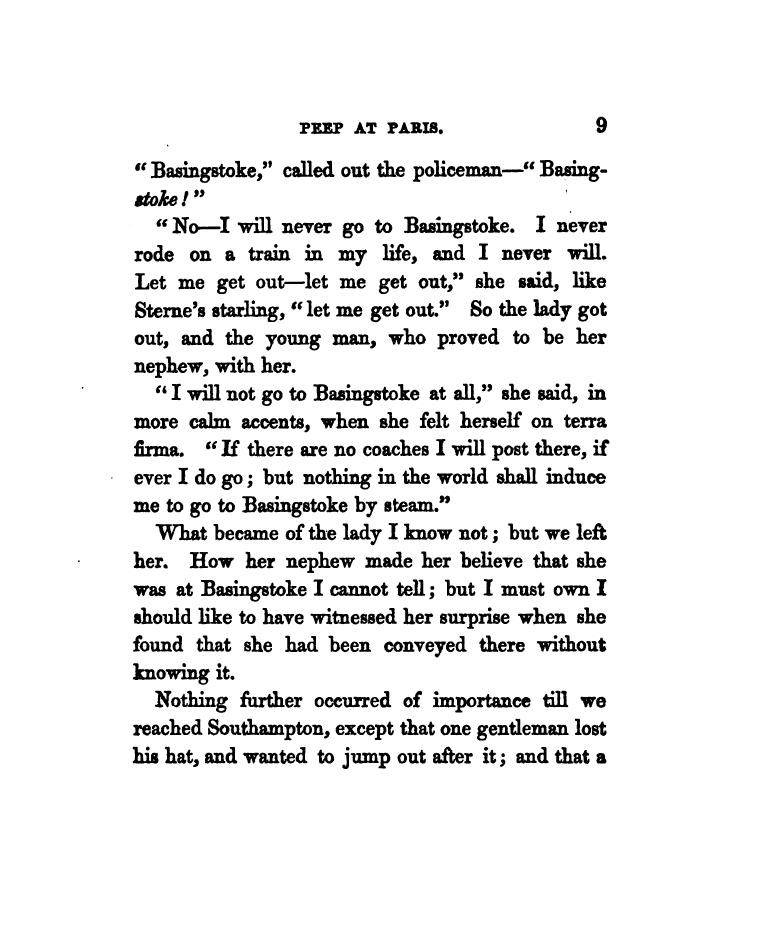 PEEP AT PARIS. 9
“Basingstoke,” called out the policeman—“Basing-
stoke!”
“No—I will never go to Basingstoke. I never
rode on a train in my life, and I never will.
Let me get out—let me get out,” she said, like
Sterne’s starling, “let me get out.” So the lady got
out, and the young man, who proved to be her
nephew, with her.
“I will not go to Basingstoke at all,” she said, in
more calm accents, when she felt herself on terra
firma. “If there are no coaches I will post there, if
ever I do go; but nothing in the world shall induce
me to go to Basingstoke by steam.”
What became of the lady I know not; but we left
her. How her nephew made her believe that she
was at Basingstoke I cannot tell; but I must own I
should like to have witnessed her surprise when she
found that she had been conveyed there without
knowing it.
Nothing further occurred of importance till we
reached Southampton, except that one gentleman lost
his hat, and wanted to jump out after it; and that a